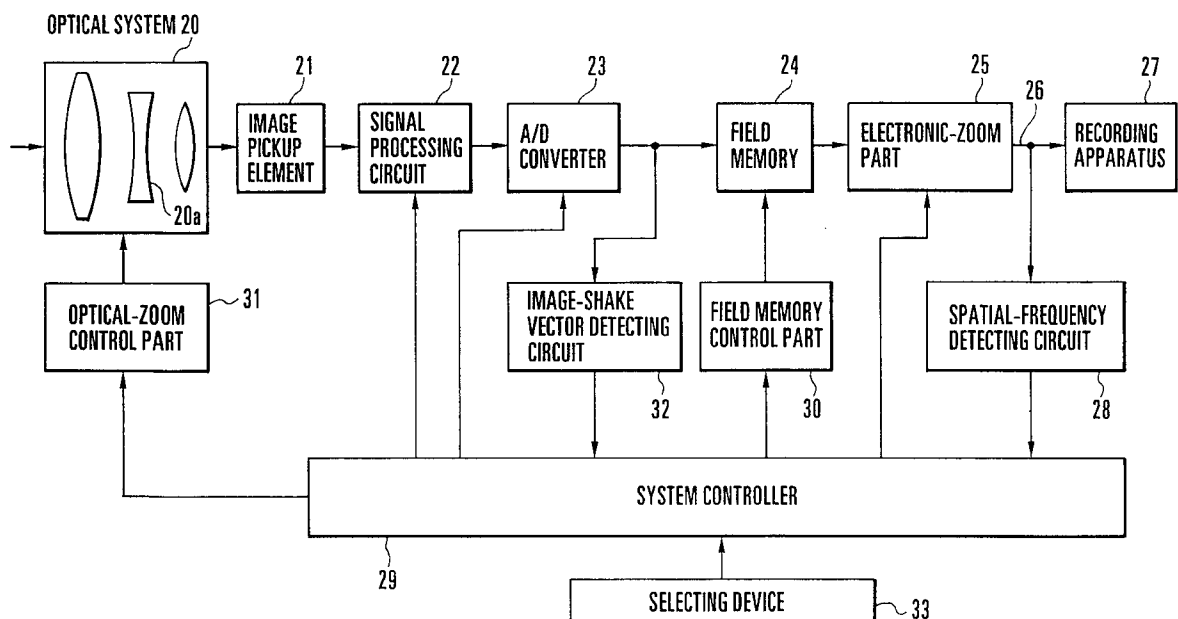 OPTICAL SYSTEM 20
21
22
23
24
25
26
27
IMAGE
PICKUP
ELEMENT
SIGNAL
PROCESSING
CIRCUIT
A/D
CONVERTER
FIELD
MEMORY
ELECTRONIC-ZOOM
PART
RECORDING
APPARATUS
20a
31
OPTICAL-ZOOM
CONTROL PART
IMAGE-SHAKE
VECTOR DETECTING
CIRCUIT
FIELD MEMORY
CONTROL PART
SPATIAL-FREQUENCY
DETECTING CIRCUIT
32
30
28
SYSTEM CONTROLLER
29
SELECTING DEVICE
33